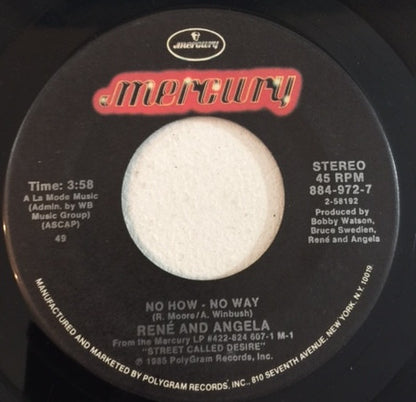 mercury
mercury
Time: 3:58
A La Mode Music
(Admin. by WB
Music Group)
(ASCAP)
49
STEREO
45 RPM
884-972-7
2-58192
Produced by
Bobby Watson,
Bruce Swedien,
René and Angela
NO HOW - NO WAY
(R. Moore/A. Winbush)
RENÉ AND ANGELA
From the Mercury LP #422-824 607-1 M-1
"STREET CALLED DESIRE"
℗ 1985 PolyGram Records, Inc.
MANUFACTURED AND MARKETED BY POLYGRAM RECORDS, INC., 810 SEVENTH AVENUE, NEW YORK, N.Y. 10019